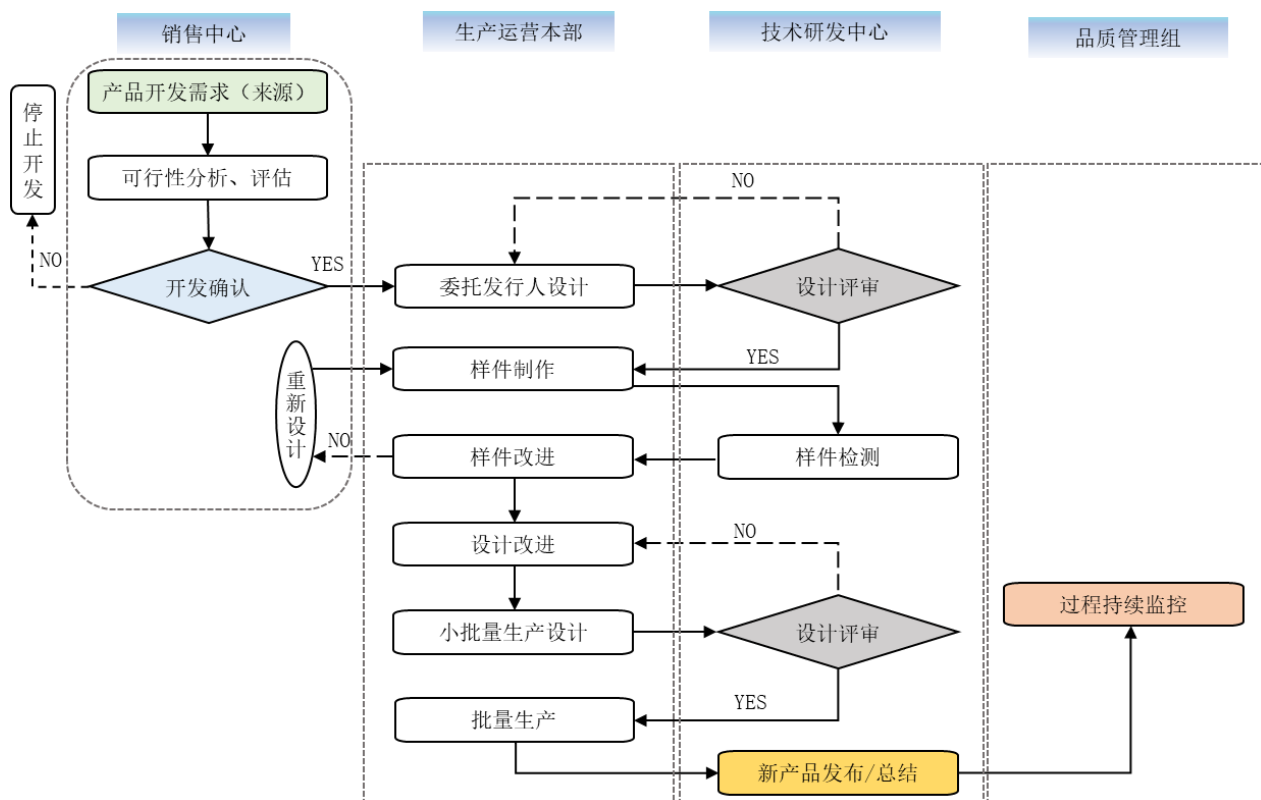 销售中心
生产运营本部
技术研发中心
品质管理组
产品开发需求（来源）
停止开发
可行性分析、评估
NO
NO
YES
开发确认
委托发行人设计
设计评审
YES
样件制作
重新设计
NO
样件改进
样件检测
设计改进
NO
过程持续监控
小批量生产设计
设计评审
YES
批量生产
新产品发布/总结